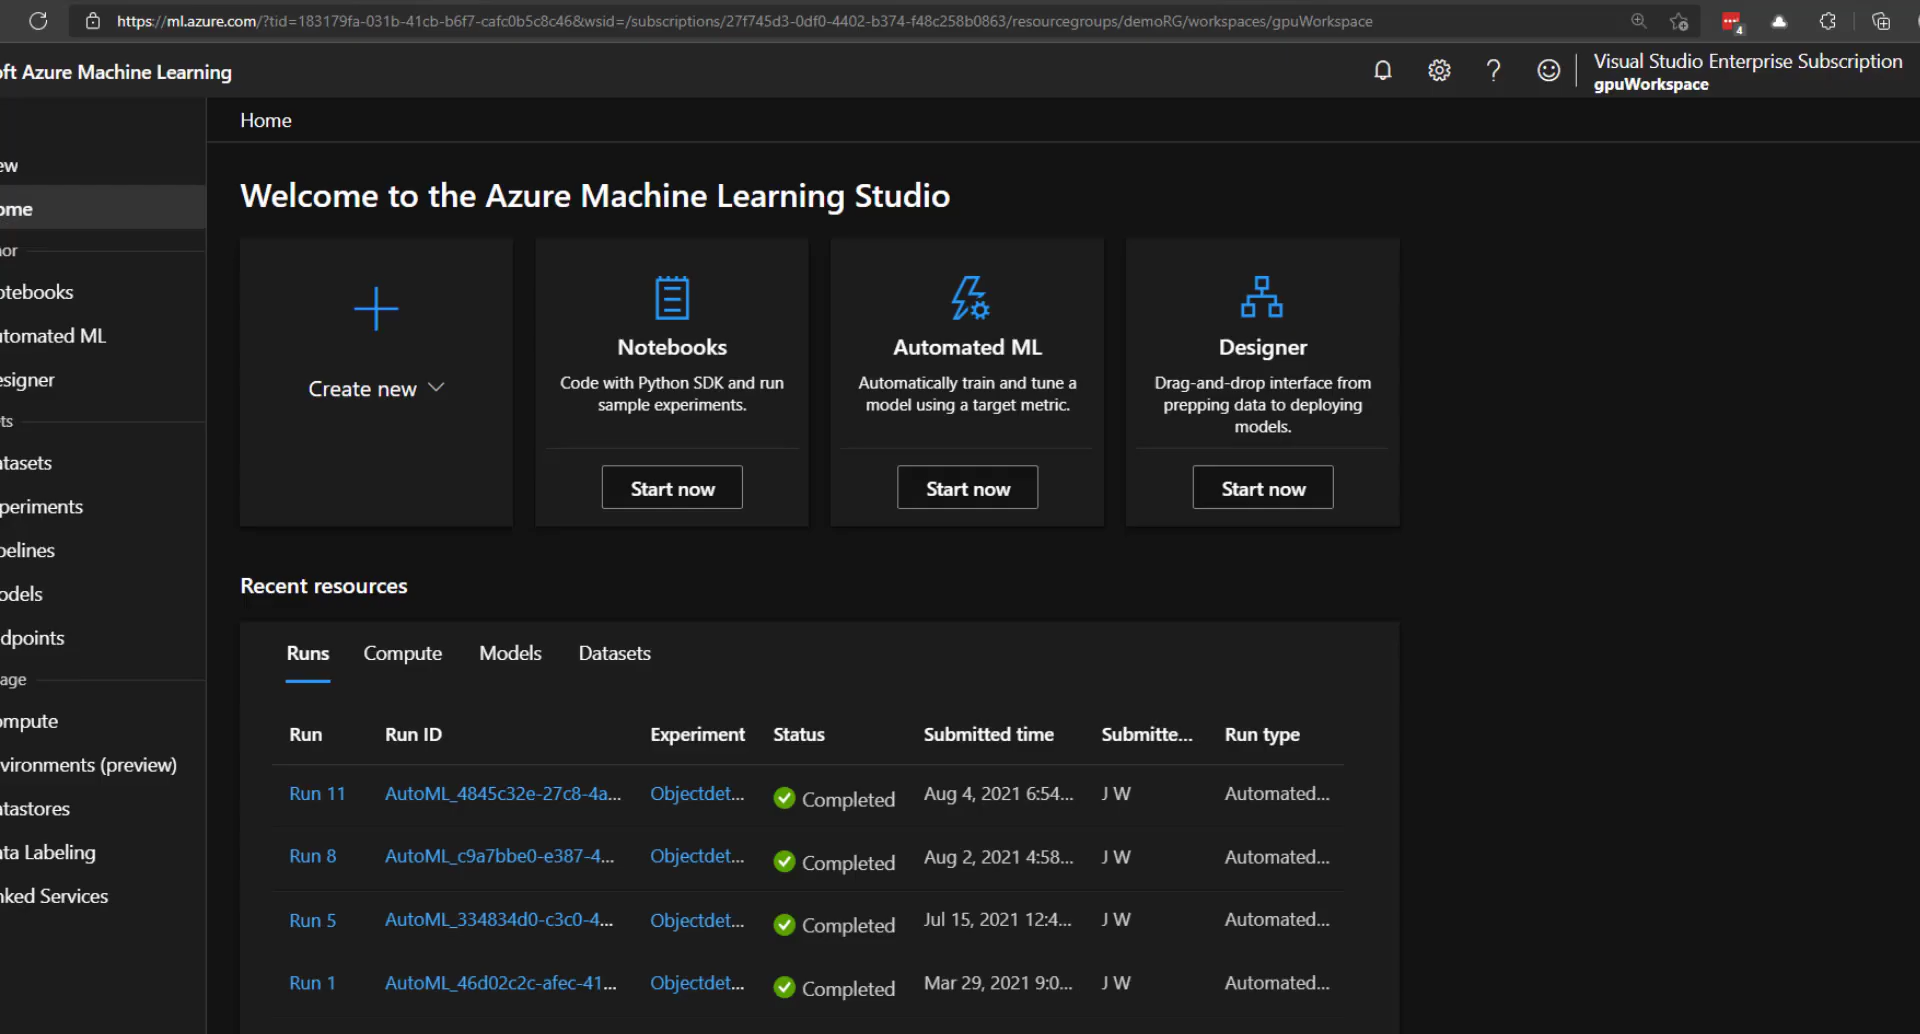 https://ml.azure.com/?tid=183179fa-031b-41cb-b6f7-cafc0b5c8c46&wsid=/subscriptions/27f745d3-0df0-4402-b374-f48c258b0863/resourcegroups/demoRG/workspaces/gpuWorkspace
4
oft Azure Machine Learning
Visual Studio Enterprise Subscription
gpuWorkspace
ew
ome
or
otebooks
utomated ML
esigner
ts
atasets
periments
pelines
odels
dpoints
age
ompute
vironments (preview)
atastores
ata Labeling
nked Services
Home
Welcome to the Azure Machine Learning Studio
Create new
Notebooks
Code with Python SDK and run
sample experiments.
Start now
Automated ML
Automatically train and tune a
model using a target metric.
Start now
Designer
Drag-and-drop interface from
prepping data to deploying
models.
Start now
Recent resources
Runs Compute Models Datasets
Run Run ID Experiment Status Submitted time Submitte... Run type
Run 11 AutoML_4845c32e-27c8-4a... Objectdet... Completed Aug 4, 2021 6:54... J W Automated...
Run 8 AutoML_c9a7bbe0-e387-4... Objectdet... Completed Aug 2, 2021 4:58... J W Automated...
Run 5 AutoML_334834d0-c3c0-4... Objectdet... Completed Jul 15, 2021 12:4... J W Automated...
Run 1 AutoML_46d02c2c-afec-41... Objectdet... Completed Mar 29, 2021 9:0... J W Automated...